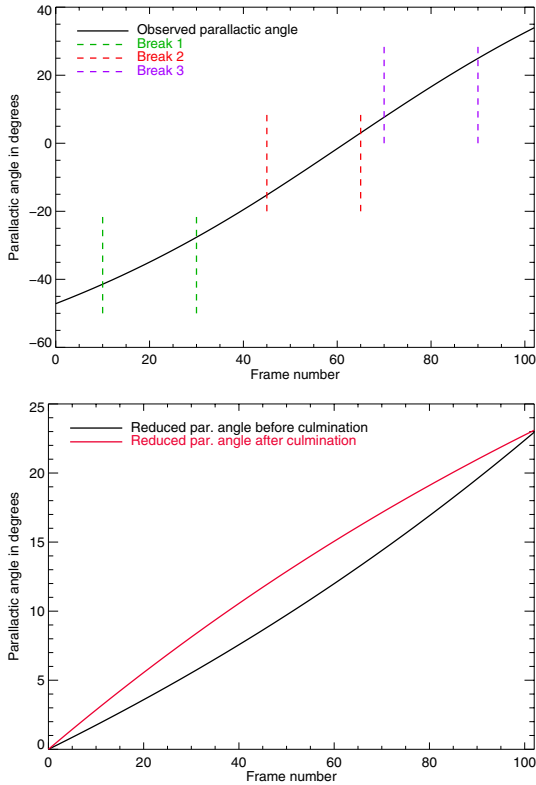 40
20
0
−20
−40
−60
Parallactic angle in degrees
Observed parallactic angle
Break 1
Break 2
Break 3
0 20 40 60 80 100
Frame number
25
20
15
10
5
0
Parallactic angle in degrees
Reduced par. angle before culmination
Reduced par. angle after culmination
0 20 40 60 80 100
Frame number